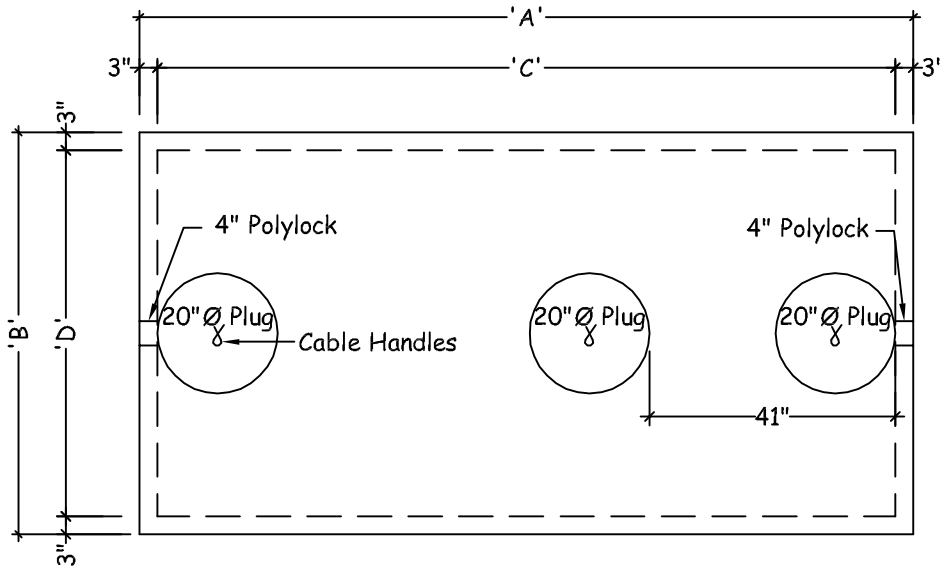 'A'
3"
'C'
3'
3"
4" Polylock
4" Polylock
'B'
'D'
20" Ø Plug
20" Ø Plug
20" Ø Plug
Cable Handles
41"
3"